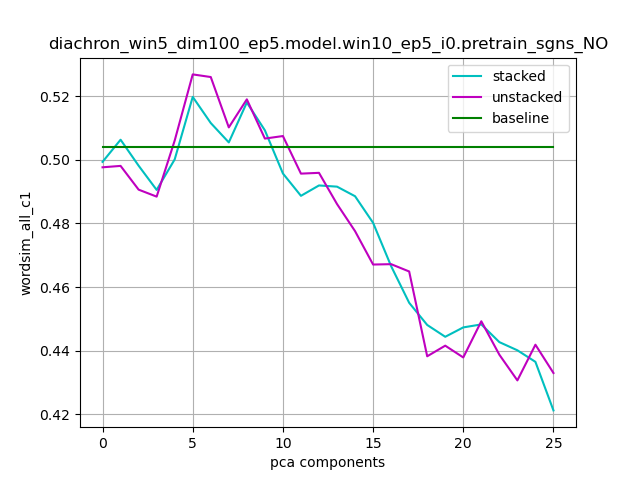 diachron_win5_dim100_ep5.model.win10_ep5_i0.pretrain_sgns_NO
stacked
unstacked
baseline
0.52
0.50
0.48
0.46
0.44
0.42
wordsim_all_c1
0 5 10 15 20 25
pca components